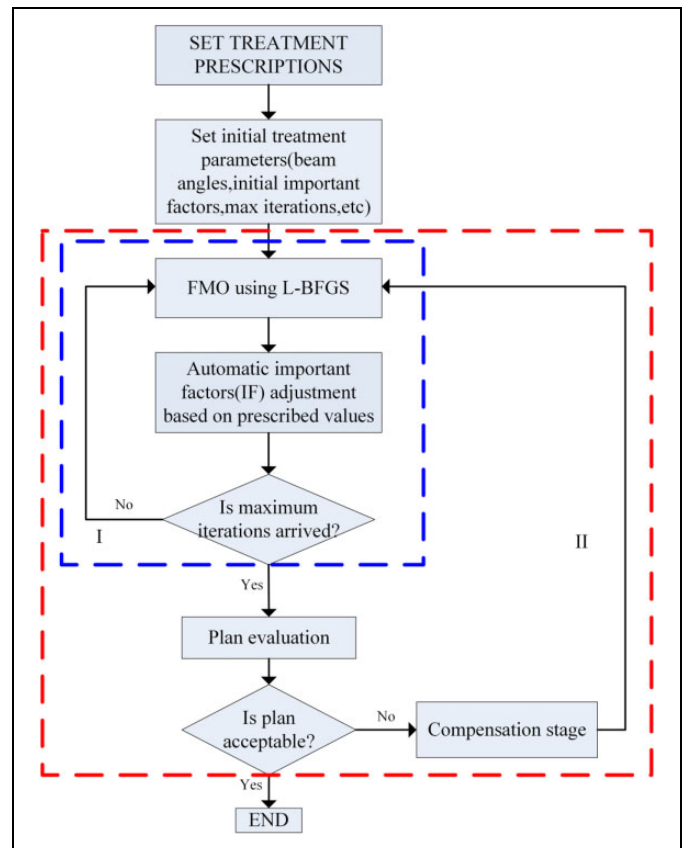 SET TREATMENT
PRESCRIPTIONS
Set initial treatment
parameters(beam
angles,initial important
factors,max iterations,etc)
FMO using L-BFGS
Automatic important
factors(IF) adjustment
based on prescribed values
Is maximum
iterations arrived?
No
I
II
Yes
Plan evaluation
Is plan
acceptable?
No
Compensation stage
Yes
END